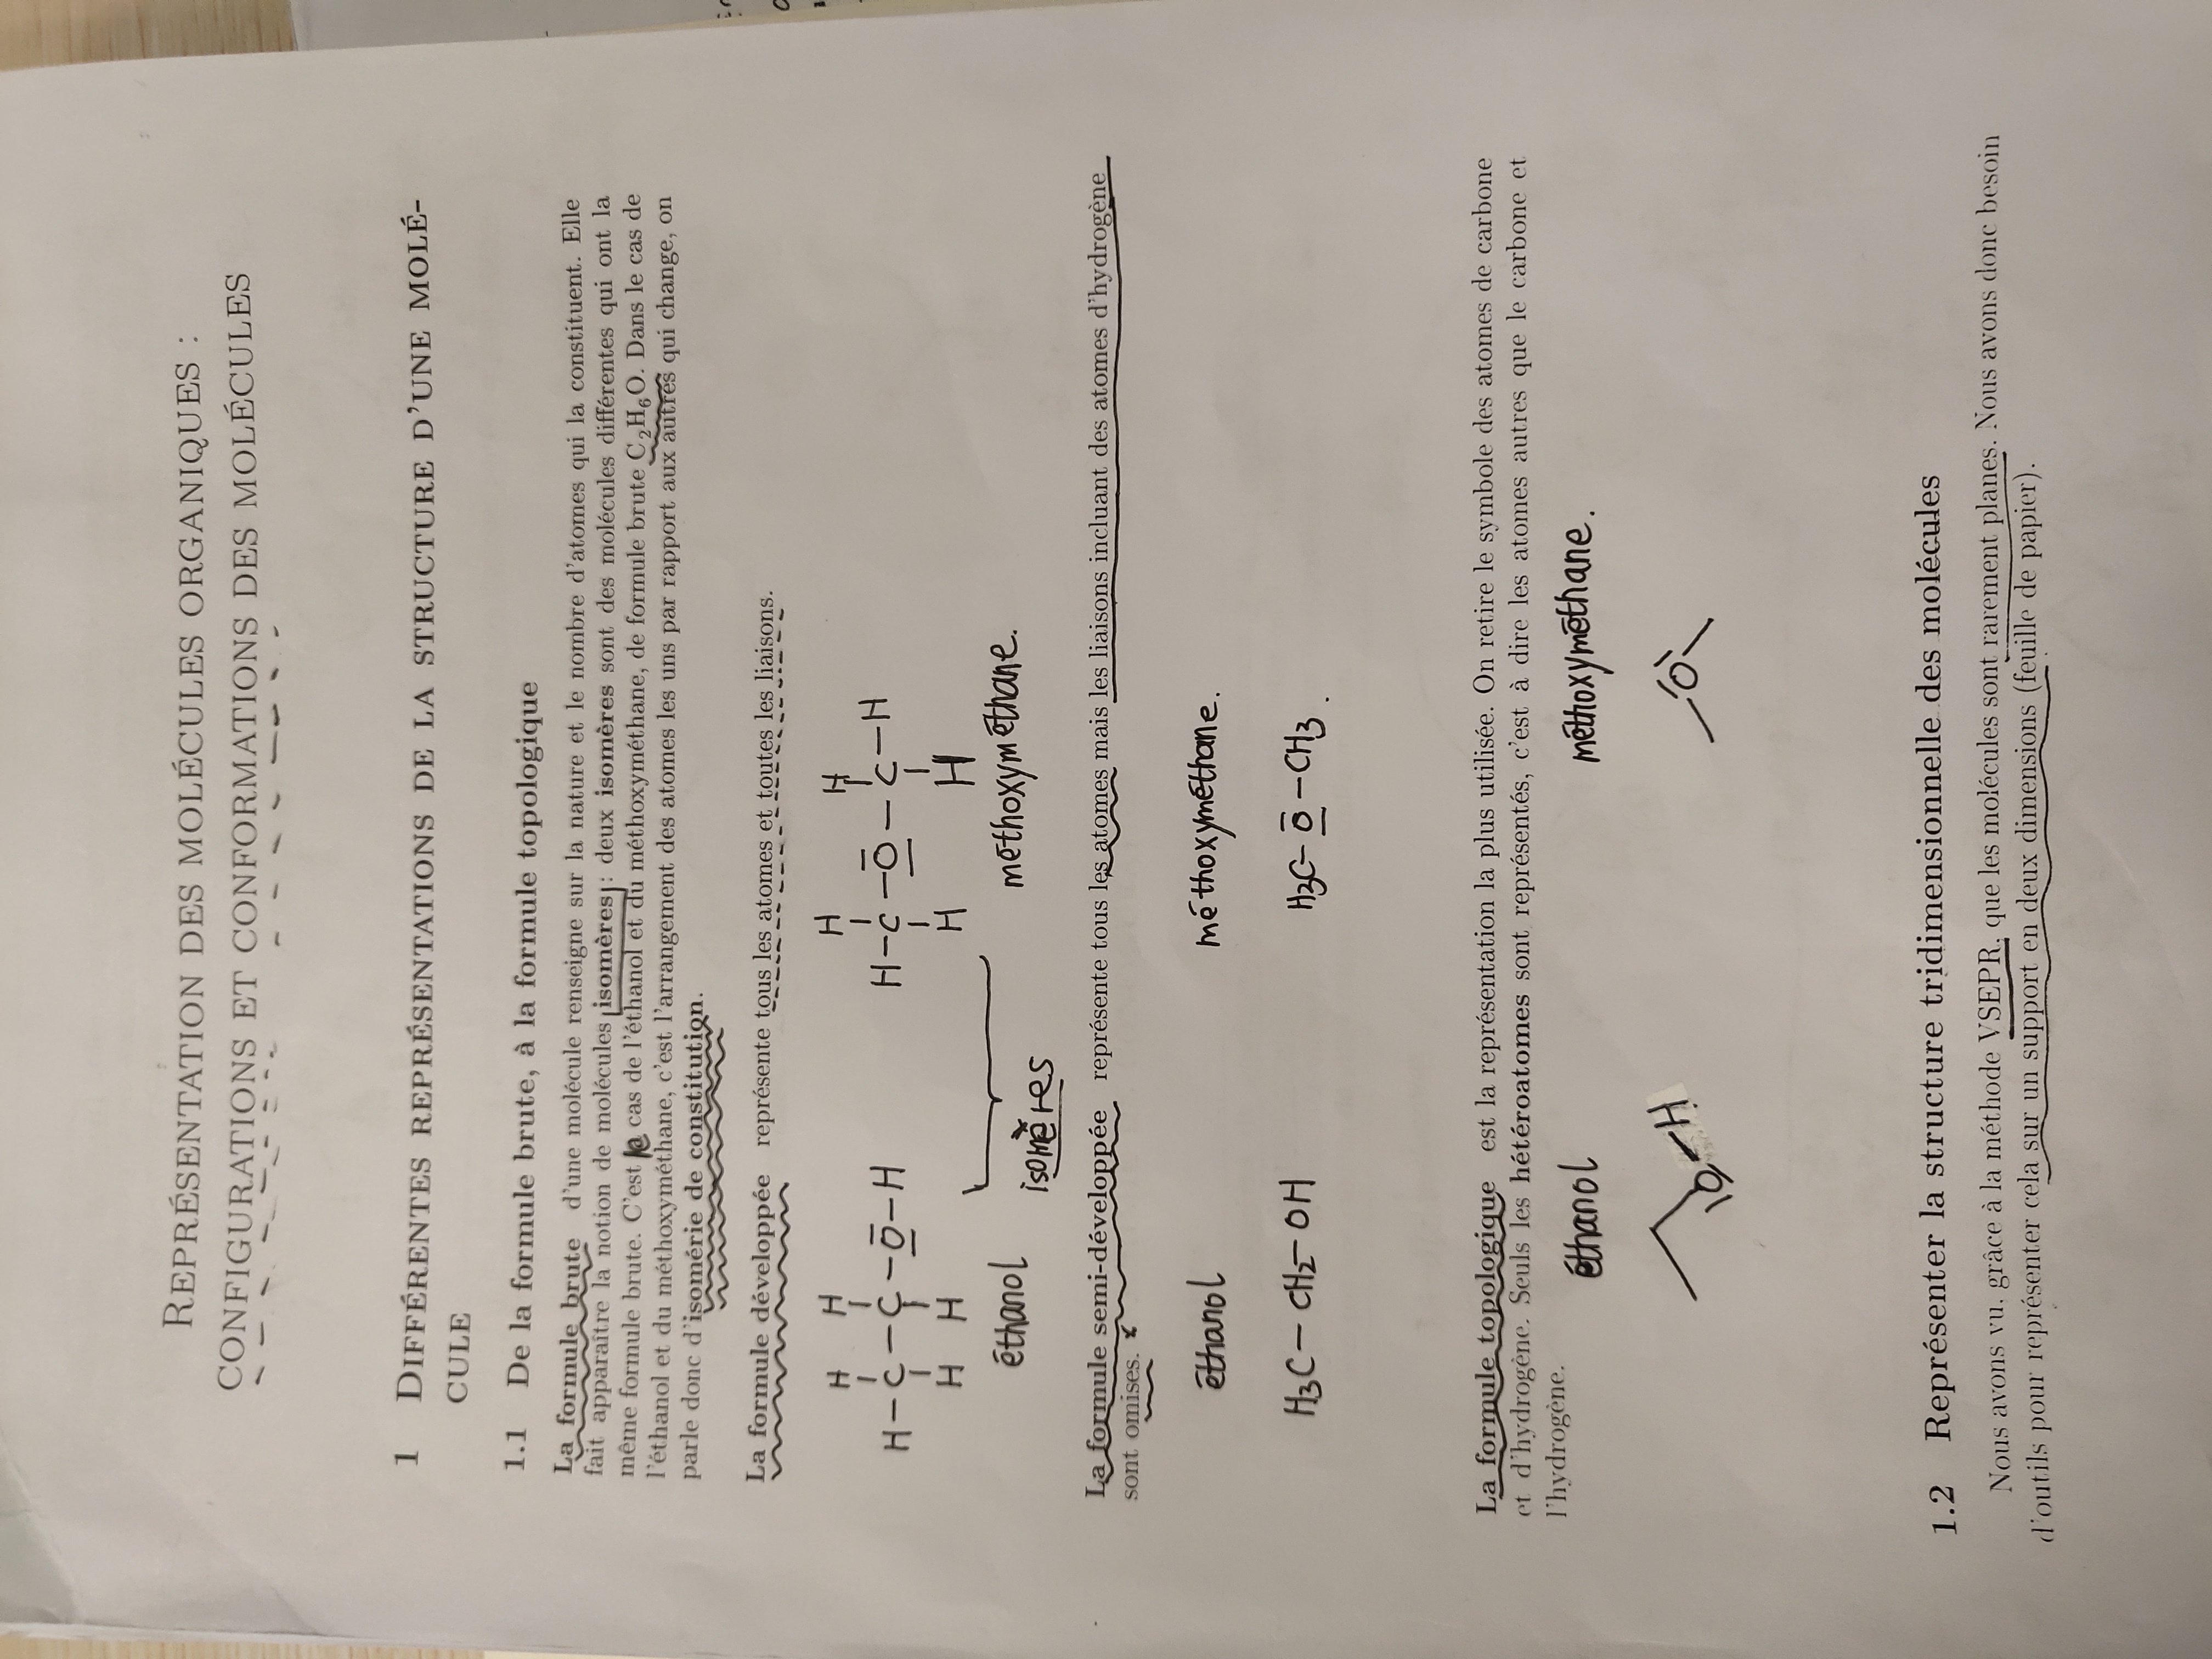 REPRÉSENTATION DES MOLÉCULES ORGANIQUES :
CONFIGURATIONS ET CONFORMATIONS DES MOLÉCULES
1 DIFFÉRENTES REPRÉSENTATIONS DE LA STRUCTURE D'UNE MOLÉ-
CULE
1.1 De la formule brute, à la formule topologique
La formule brute d'une molécule renseigne sur la nature et le nombre d'atomes qui la constituent. Elle
fait apparaître la notion de molécules isomères : deux isomères sont des molécules différentes qui ont la
même formule brute. C'est le cas de l'éthanol et du méthoxyméthane, de formule brute C₂H₆O. Dans le cas de
l'éthanol et du méthoxyméthane, c'est l'arrangement des atomes les uns par rapport aux autres qui change, on
parle donc d'isomérie de constitution.
La formule développée représente tous les atomes et toutes les liaisons.
H H H H
H-C-C-O-H H-C-O-C-H
H H H H
éthanol méthoxyméthane.
isomères
La formule semi-développée représente tous les atomes mais les liaisons incluant des atomes d'hydrogène
sont omises. *
éthanol méthoxyméthane.
H₃C-CH₂-OH H₃C-O-CH₃.
La formule topologique est la représentation la plus utilisée. On retire le symbole des atomes de carbone
et d'hydrogène. Seuls les hétéroatomes sont représentés, c'est à dire les atomes autres que le carbone et
l'hydrogène.
éthanol méthoxyméthane.
O-H O
1.2 Représenter la structure tridimensionnelle des molécules
Nous avons vu, grâce à la méthode VSEPR, que les molécules sont rarement planes. Nous avons donc besoin
d'outils pour représenter cela sur un support en deux dimensions (feuille de papier).